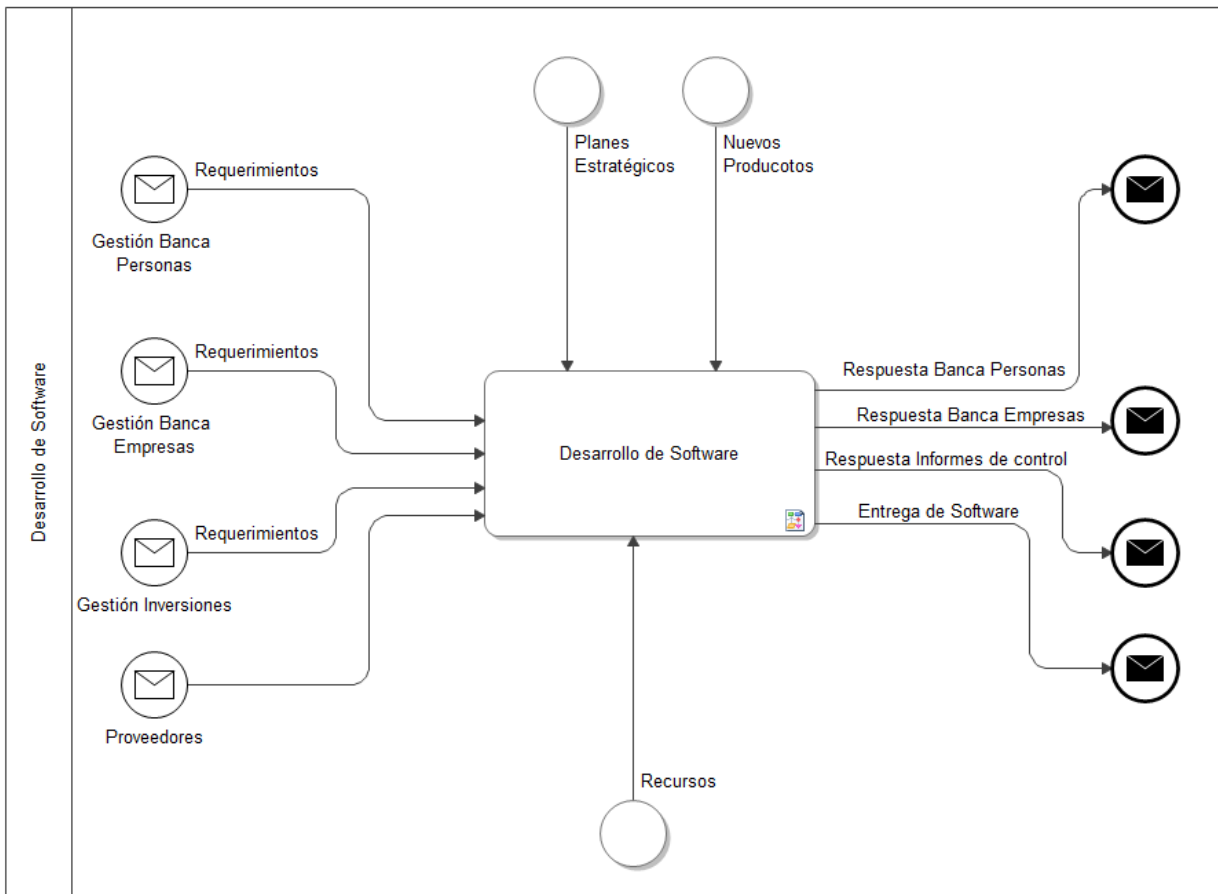 Desarrollo de Software
Planes
Estratégicos
Nuevos
Producotos
Requerimientos
Gestión Banca
Personas
Requerimientos
Gestión Banca
Empresas
Requerimientos
Gestión Inversiones
Proveedores
Desarrollo de Software
Respuesta Banca Personas
Respuesta Banca Empresas
Respuesta Informes de control
Entrega de Software
Recursos